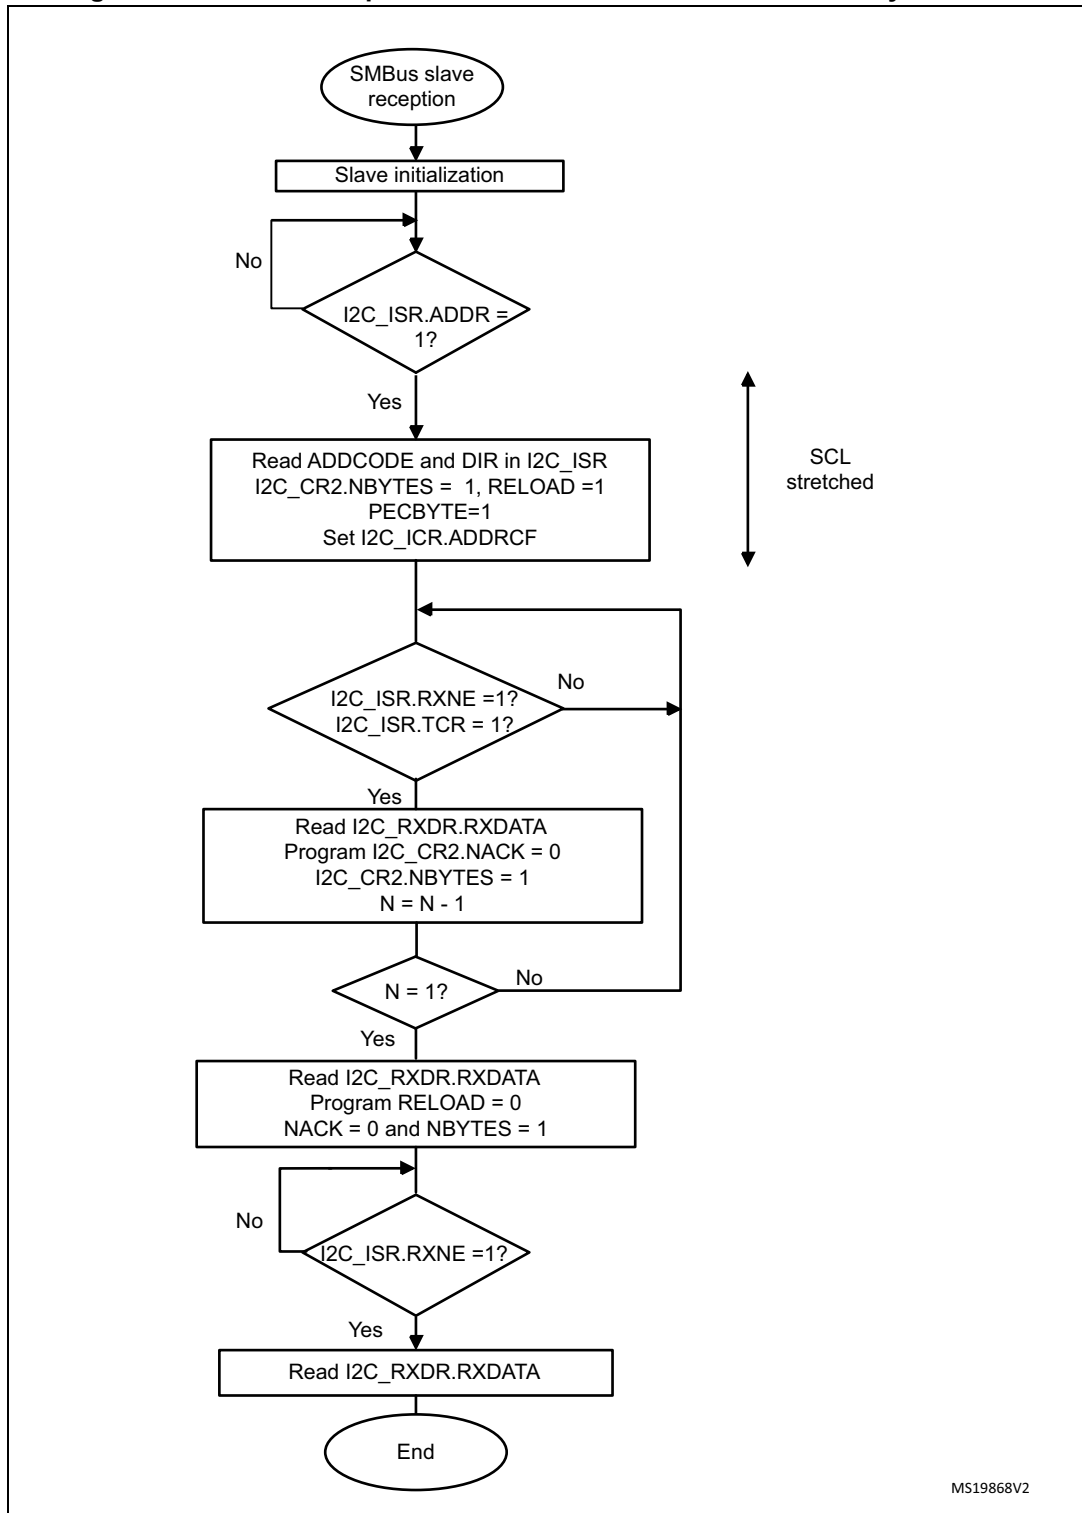 SMBus slave
reception
Slave initialization
No
I2C_ISR.ADDR =
1?
Yes
Read ADDCODE and DIR in I2C_ISR
I2C_CR2.NBYTES = 1, RELOAD =1
PECBYTE=1
Set I2C_ICR.ADDRCF
SCL
stretched
I2C_ISR.RXNE =1?
I2C_ISR.TCR = 1?
No
Yes
Read I2C_RXDR.RXDATA
Program I2C_CR2.NACK = 0
I2C_CR2.NBYTES = 1
N = N - 1
N = 1?
No
Yes
Read I2C_RXDR.RXDATA
Program RELOAD = 0
NACK = 0 and NBYTES = 1
No
I2C_ISR.RXNE =1?
Yes
Read I2C_RXDR.RXDATA
End
MS19868V2